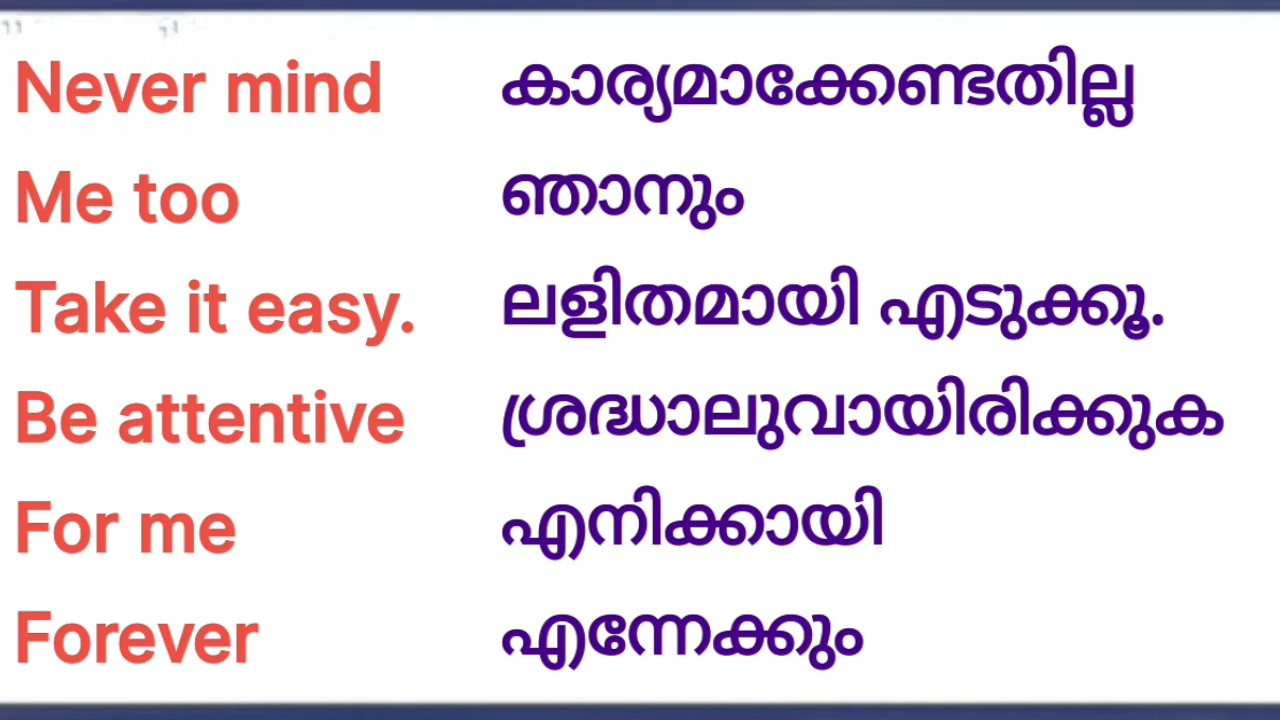 Never mind കാര്യമാക്കേണ്ടതില്ല
Me too ഞാനും
Take it easy. ലളിതമായി എടുക്കൂ.
Be attentive ശ്രദ്ധാലുവായിരിക്കുക
For me എനിക്കായി
Forever എന്നേക്കും